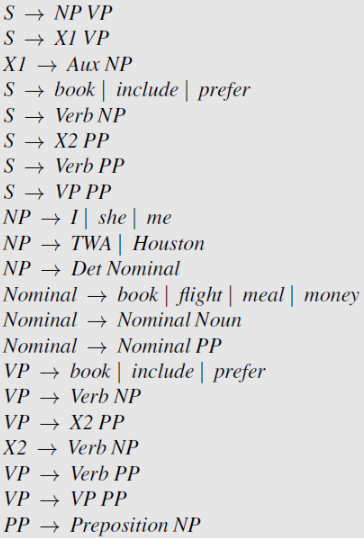 S → NP VP
S → X1 VP
X1 → Aux NP
S → book | include | prefer
S → Verb NP
S → X2 PP
S → Verb PP
S → VP PP
NP → I | she | me
NP → TWA | Houston
NP → Det Nominal
Nominal → book | flight | meal | money
Nominal → Nominal Noun
Nominal → Nominal PP
VP → book | include | prefer
VP → Verb NP
VP → X2 PP
X2 → Verb NP
VP → Verb PP
VP → VP PP
PP → Preposition NP